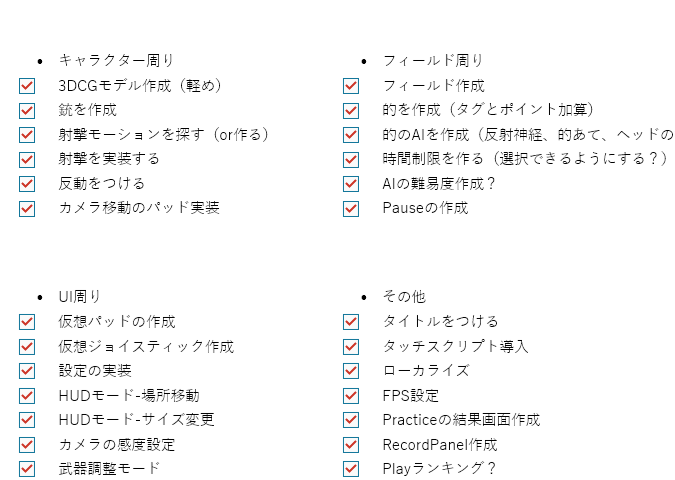 キャラクター周り
3DCGモデル作成（軽め）
銃を作成
射撃モーションを探す（or作る）
射撃を実装する
反動をつける
カメラ移動のパッド実装
フィールド周り
フィールド作成
的を作成（タグとポイント加算）
的のAIを作成（反射神経、的あて、ヘッドの
時間制限を作る（選択できるようにする？）
AIの難易度作成？
Pauseの作成
UI周り
仮想パッドの作成
仮想ジョイスティック作成
設定の実装
HUDモード-場所移動
HUDモード-サイズ変更
カメラの感度設定
武器調整モード
その他
タイトルをつける
タッチスクリプト導入
ローカライズ
FPS設定
Practiceの結果画面作成
RecordPanel作成
Playランキング？